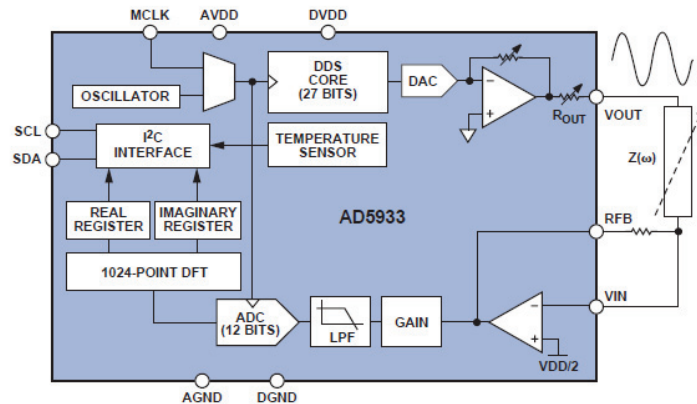 MCLK
AVDD
DVDD
OSCILLATOR
DDS
CORE
(27 BITS)
DAC
ROUT
VOUT
SCL
SDA
I2C
INTERFACE
TEMPERATURE
SENSOR
Z(ω)
REAL
REGISTER
IMAGINARY
REGISTER
AD5933
RFB
1024-POINT DFT
ADC
(12 BITS)
LPF
GAIN
VIN
VDD/2
AGND
DGND